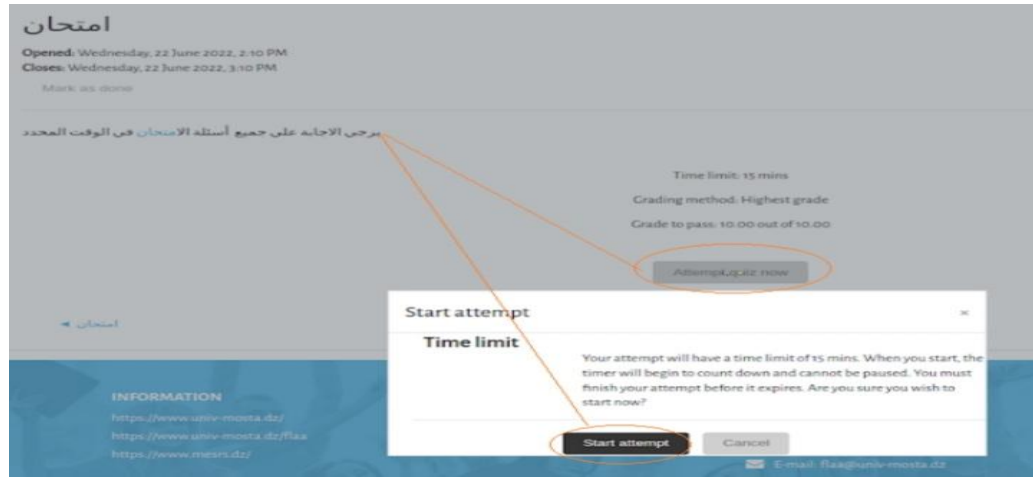 امتحان
Opened: Wednesday, 22 June 2022, 2:10 PM
Closes: Wednesday, 22 June 2022, 3:10 PM
Mark as done
يرجى الاجابه على جميع أسئله الامتحان في الوقت المحدد
Time limit: 15 mins
Grading method: Highest grade
Grade to pass: 10.00 out of 10.00
Attempt quiz now
Start attempt ×
Time limit
Your attempt will have a time limit of 15 mins. When you start, the
timer will begin to count down and cannot be paused. You must
finish your attempt before it expires. Are you sure you wish to
start now?
Start attempt Cancel
امتحان ◄
INFORMATION
https://www.univ-mosta.dz/
https://www.univ-mosta.dz/flaa
https://www.mesrs.dz/
E-mail: flaa@univ-mosta.dz